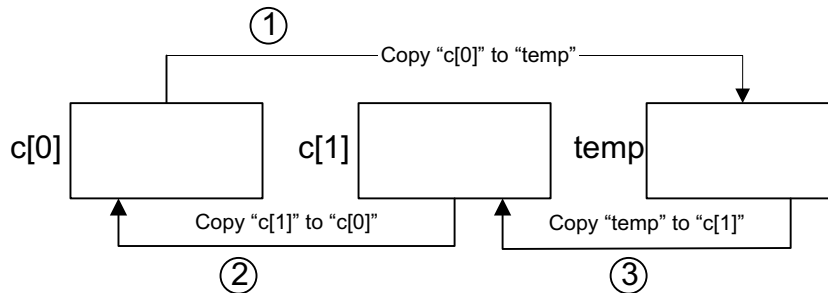 ①
Copy “c[0]” to “temp”
c[0]
c[1]
temp
Copy “c[1]” to “c[0]”
Copy “temp” to “c[1]”
②
③